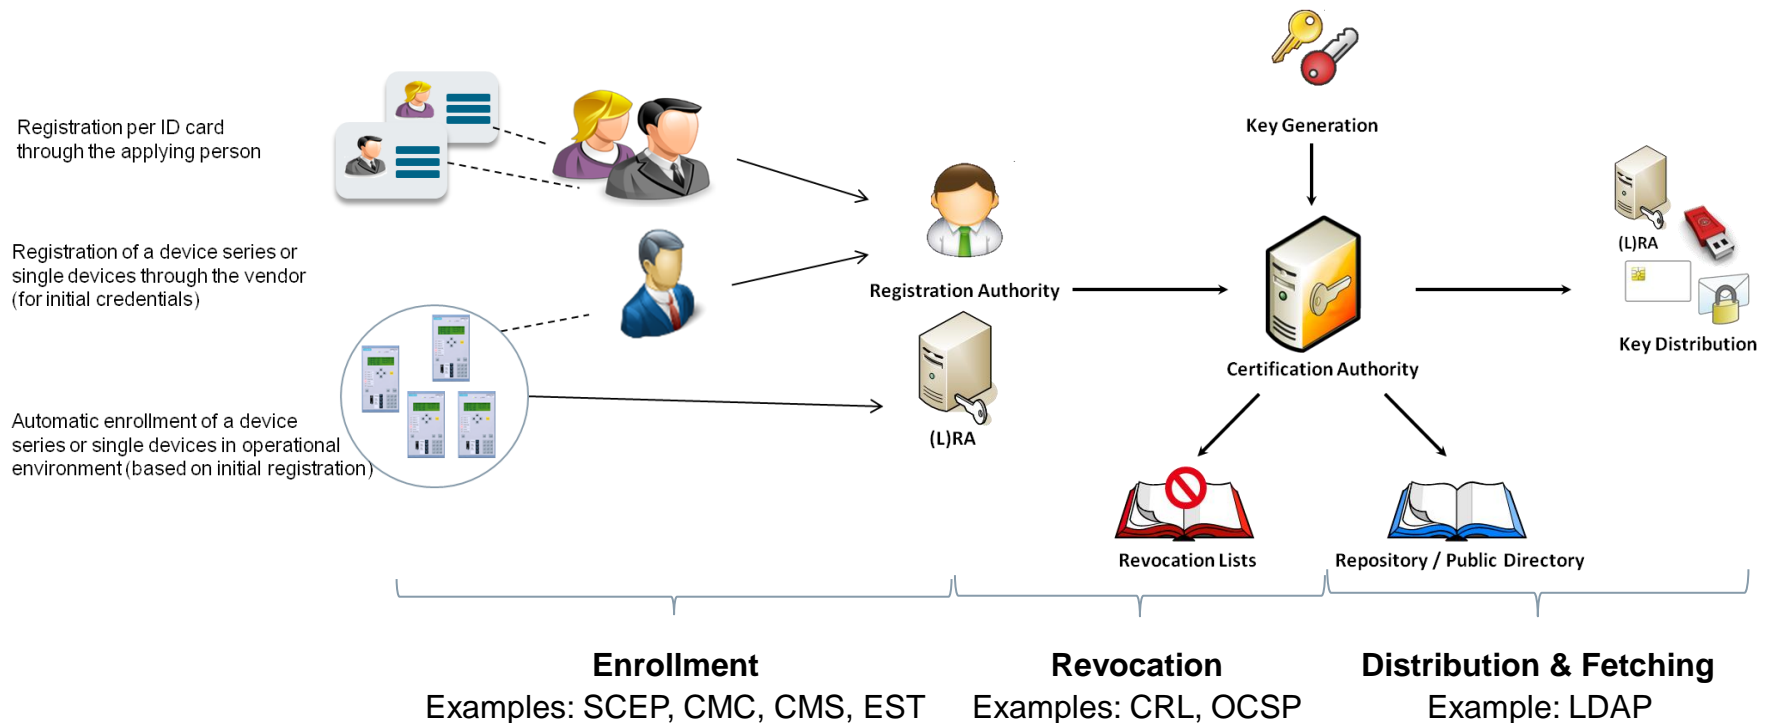 Registration per ID card
through the applying person
Registration of a device series or
single devices through the vendor
(for initial credentials)
Automatic enrollment of a device
series or single devices in operational
environment (based on initial registration)
Registration Authority
(L)RA
Key Generation
Certification Authority
(L)RA
Key Distribution
Revocation Lists
Repository / Public Directory
Enrollment
Examples: SCEP, CMC, CMS, EST
Revocation
Examples: CRL, OCSP
Distribution & Fetching
Example: LDAP